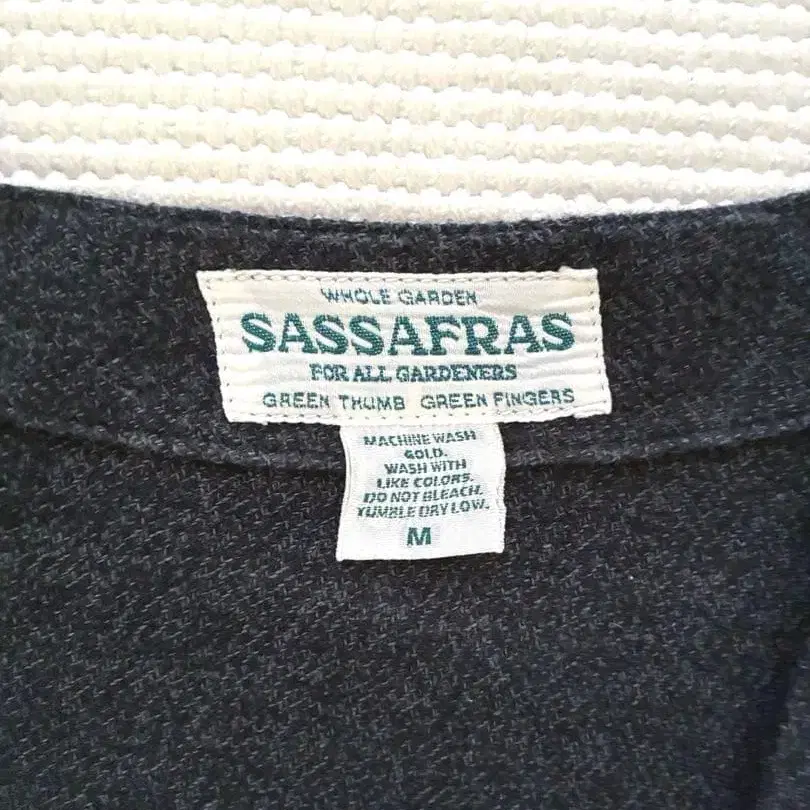 WHOLE GARDEN
SASSAFRAS
FOR ALL GARDENERS
GREEN THUMB GREEN FINGERS
MACHINE WASH
COLD.
WASH WITH
LIKE COLORS.
DO NOT BLEACH.
TUMBLE DRY LOW.
M